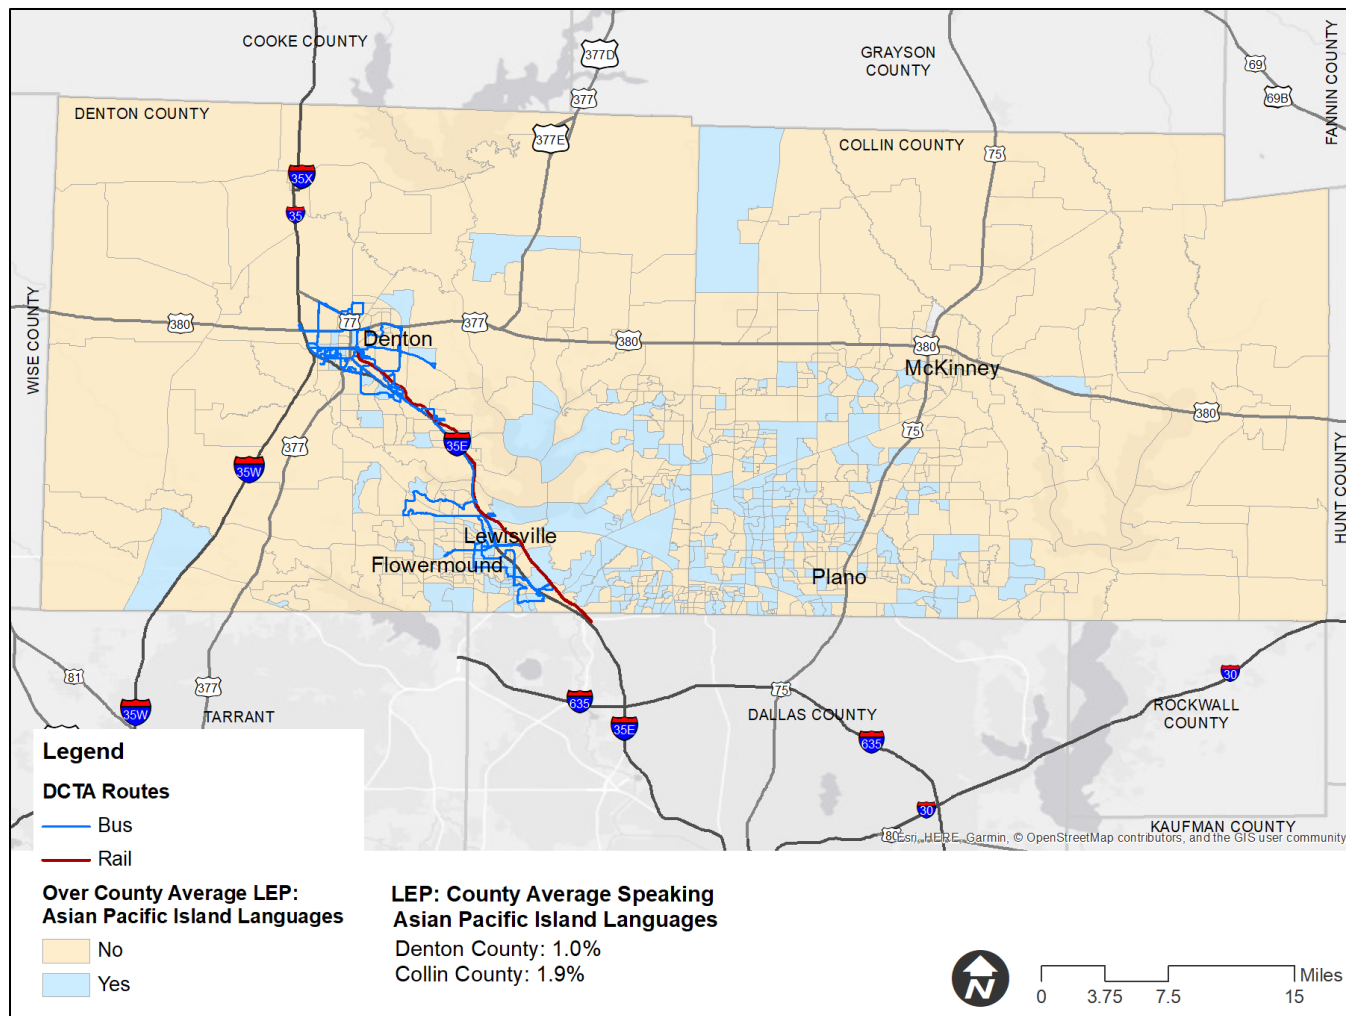 COOKE COUNTY
GRAYSON
COUNTY
FANNIN COUNTY
377D
69
377
69B
DENTON COUNTY
377E
COLLIN COUNTY
75
35X
35
WISE COUNTY
380
77
377
380
380
Denton
McKinney
380
75
377
35E
35W
HUNT COUNTY
Lewisville
Flowermound
Plano
81
377
75
30
35W
TARRANT
635
35E
DALLAS COUNTY
635
ROCKWALL
COUNTY
30
80
KAUFMAN COUNTY
Esri, HERE, Garmin, © OpenStreetMap contributors, and the GIS user community
Legend
DCTA Routes
Bus
Rail
Over County Average LEP:
Asian Pacific Island Languages
No
Yes
LEP: County Average Speaking
Asian Pacific Island Languages
Denton County: 1.0%
Collin County: 1.9%
N
Miles
0 3.75 7.5 15